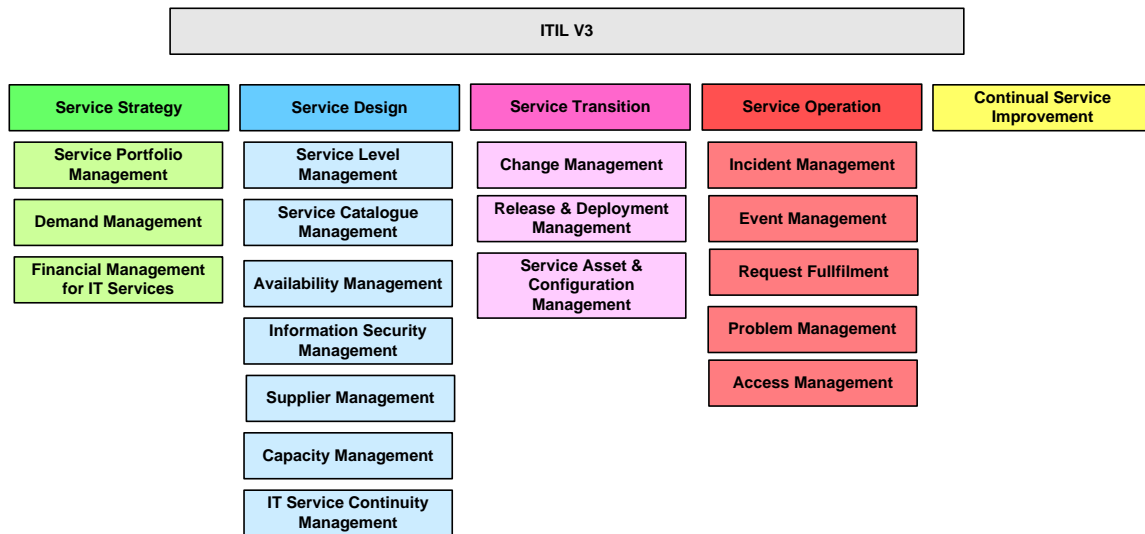 ITIL V3
Service Strategy
Service Portfolio
Management
Demand Management
Financial Management
for IT Services
Service Design
Service Level
Management
Service Catalogue
Management
Availability Management
Information Security
Management
Supplier Management
Capacity Management
IT Service Continuity
Management
Service Transition
Change Management
Release & Deployment
Management
Service Asset &
Configuration
Management
Service Operation
Incident Management
Event Management
Request Fullfilment
Problem Management
Access Management
Continual Service
Improvement